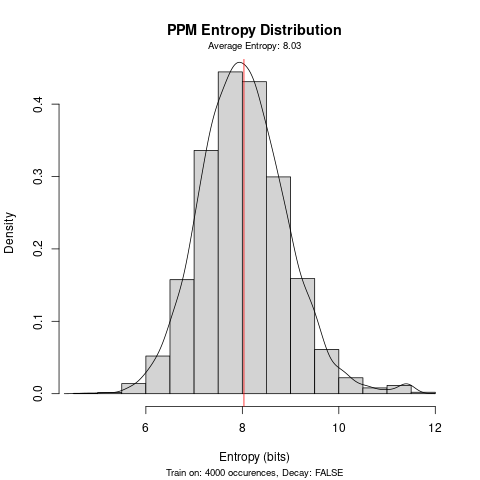 PPM Entropy Distribution
Average Entropy: 8.03
Density
0.4
0.3
0.2
0.1
0.0
6 8 10 12
Entropy (bits)
Train on: 4000 occurences, Decay: FALSE